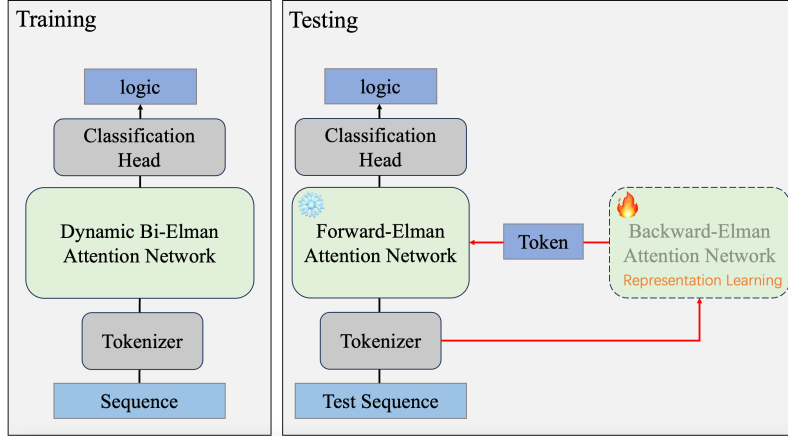 Training
logic
Classification
Head
Dynamic Bi-Elman
Attention Network
Tokenizer
Sequence
Testing
logic
Classification
Head
Forward-Elman
Attention Network
Token
Backward-Elman
Attention Network
Representation Learning
Tokenizer
Test Sequence